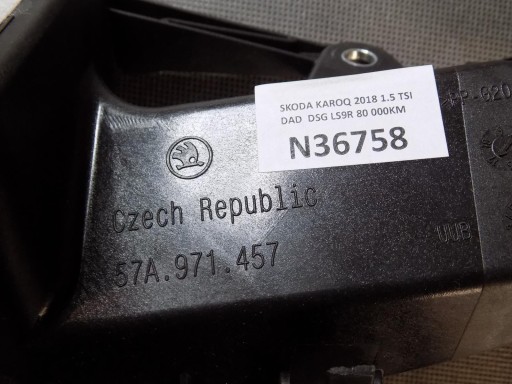 SKODA KAROQ 2018 1.5 TSI
DAD DSG LS9R 80 000KM
N36758
Czech Republic
57A.971.457
UUB